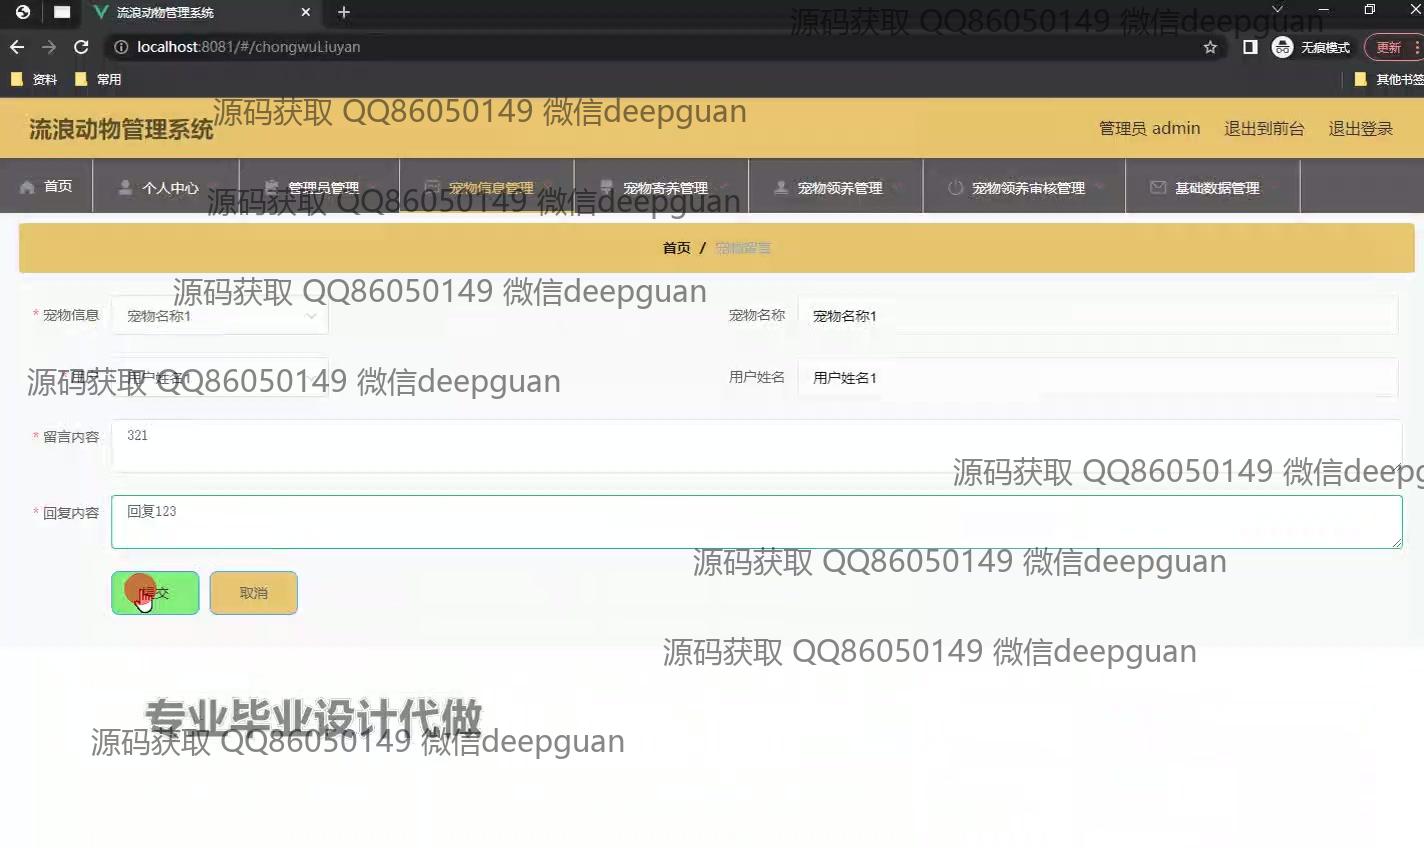 流浪动物管理系统
源码获取 QQ86050149 微信deepguan
localhost:8081/#/chongwuLiuyan
无痕模式
更新
资料
常用
其他书签
源码获取 QQ86050149 微信deepguan
流浪动物管理系统
管理员 admin
退出到前台
退出登录
首页
个人中心
管理员管理
宠物信息管理
宠物寄养管理
宠物领养管理
宠物领养审核管理
基础数据管理
源码获取 QQ86050149 微信deepguan
首页 / 宠物留言
源码获取 QQ86050149 微信deepguan
* 宠物信息
宠物名称1
宠物名称
宠物名称1
* 用户
用户姓名1
用户姓名
用户姓名1
源码获取 QQ86050149 微信deepguan
* 留言内容
321
源码获取 QQ86050149 微信deepg
* 回复内容
回复123
源码获取 QQ86050149 微信deepguan
提交
取消
源码获取 QQ86050149 微信deepguan
专业毕业设计代做
源码获取 QQ86050149 微信deepguan